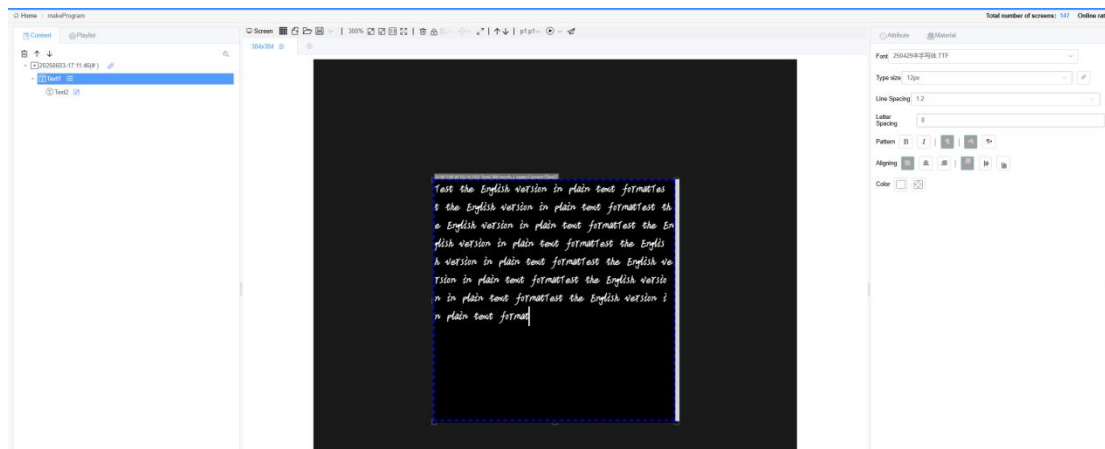 Home > makeProgram
Total number of screens: 147 Online rat
Content
Playlist
Screen
300%
p1p1
Attribute
Material
384x384
20250603-17:11:46(# )
Text1
Text2
Font
Type size 12px
Line Spacing 1.2
Letter Spacing 0
Pattern B I
Aligning
Color
Test the English version in plain text formatTes
t the English version in plain text formatTest th
e English version in plain text formatTest the En
glish version in plain text formatTest the Englis
h version in plain text formatTest the English ve
rsion in plain text formatTest the English versio
n in plain text formatTest the English version i
n plain text format